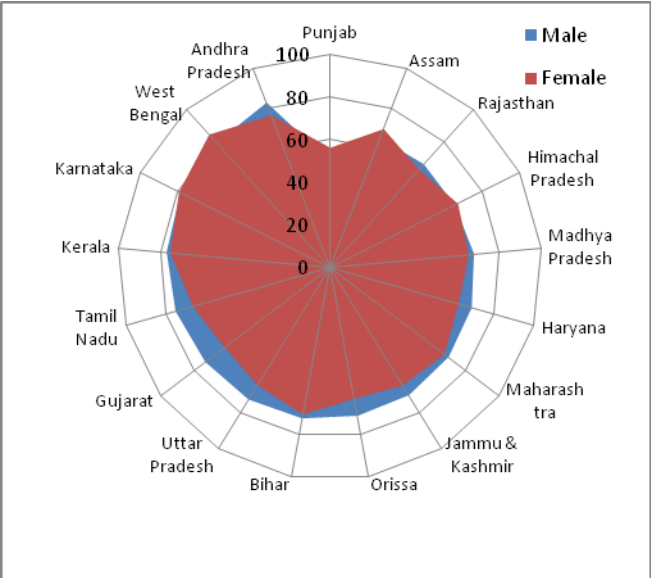 Punjab
Assam
Rajasthan
Himachal
Pradesh
Madhya
Pradesh
Haryana
Maharash
tra
Jammu &
Kashmir
Orissa
Bihar
Uttar
Pradesh
Gujarat
Tamil
Nadu
Kerala
Karnataka
West
Bengal
Andhra
Pradesh
100
80
60
40
20
0
Male
Female